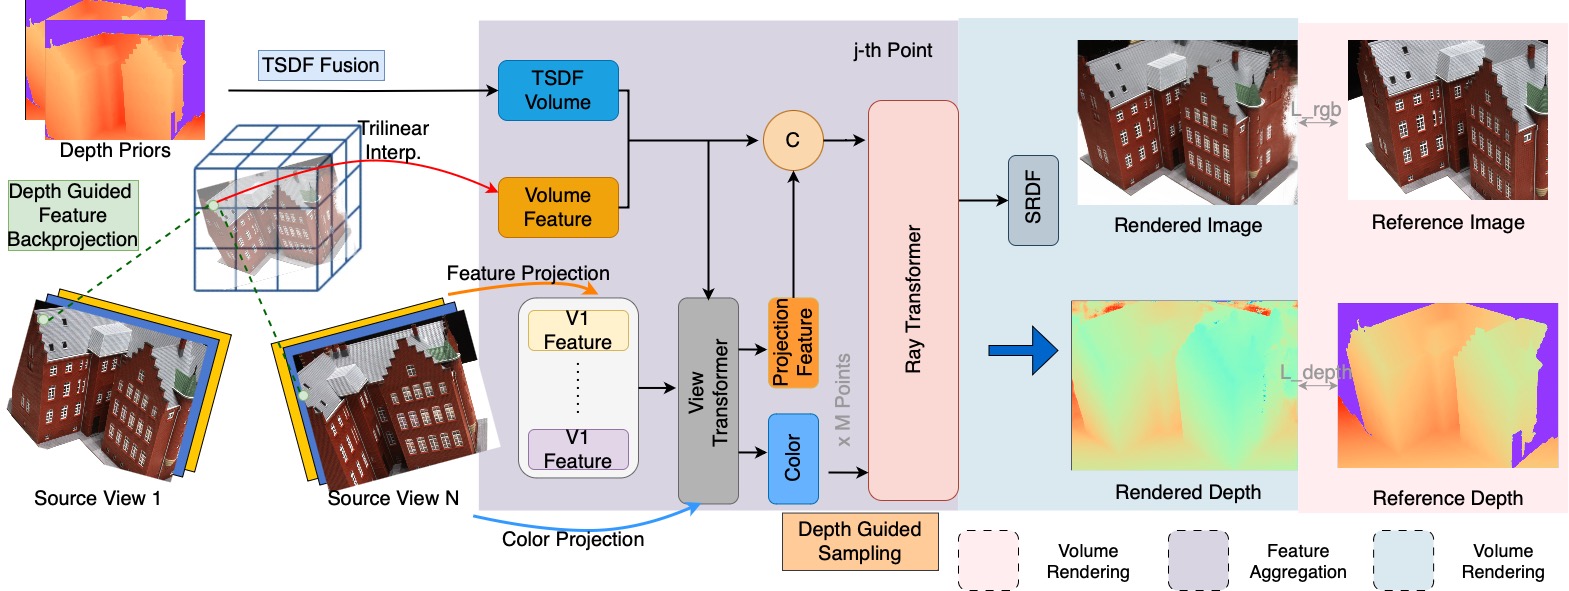 TSDF Fusion
Depth Priors
Trilinear
Interp.
Depth Guided
Feature
Backprojection
Source View 1
Source View N
Feature Projection
Color Projection
TSDF
Volume
Volume
Feature
V1
Feature
V1
Feature
View
Transformer
Projection
Feature
Color
C
j-th Point
x M Points
Ray Transformer
Depth Guided
Sampling
SRDF
Rendered Image
L_rgb
Reference Image
Rendered Depth
L_depth
Reference Depth
Volume
Rendering
Feature
Aggregation
Volume
Rendering